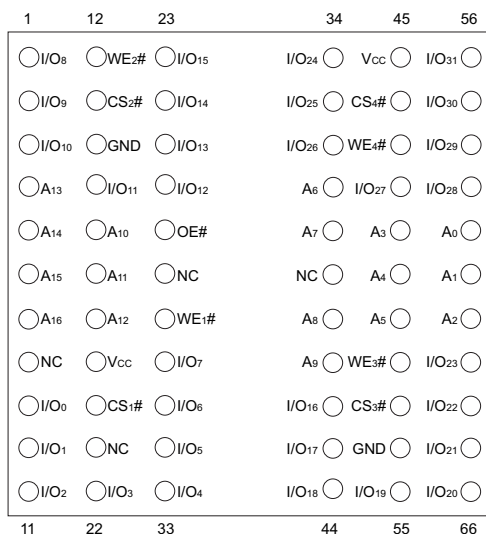 1 12 23 34 45 56
I/O8 WE2# I/O15 I/O24 VCC I/O31
I/O9 CS2# I/O14 I/O25 CS4# I/O30
I/O10 GND I/O13 I/O26 WE4# I/O29
A13 I/O11 I/O12 A6 I/O27 I/O28
A14 A10 OE# A7 A3 A0
A15 A11 NC NC A4 A1
A16 A12 WE1# A8 A5 A2
NC VCC I/O7 A9 WE3# I/O23
I/O0 CS1# I/O6 I/O16 CS3# I/O22
I/O1 NC I/O5 I/O17 GND I/O21
I/O2 I/O3 I/O4 I/O18 I/O19 I/O20
11 22 33 44 55 66